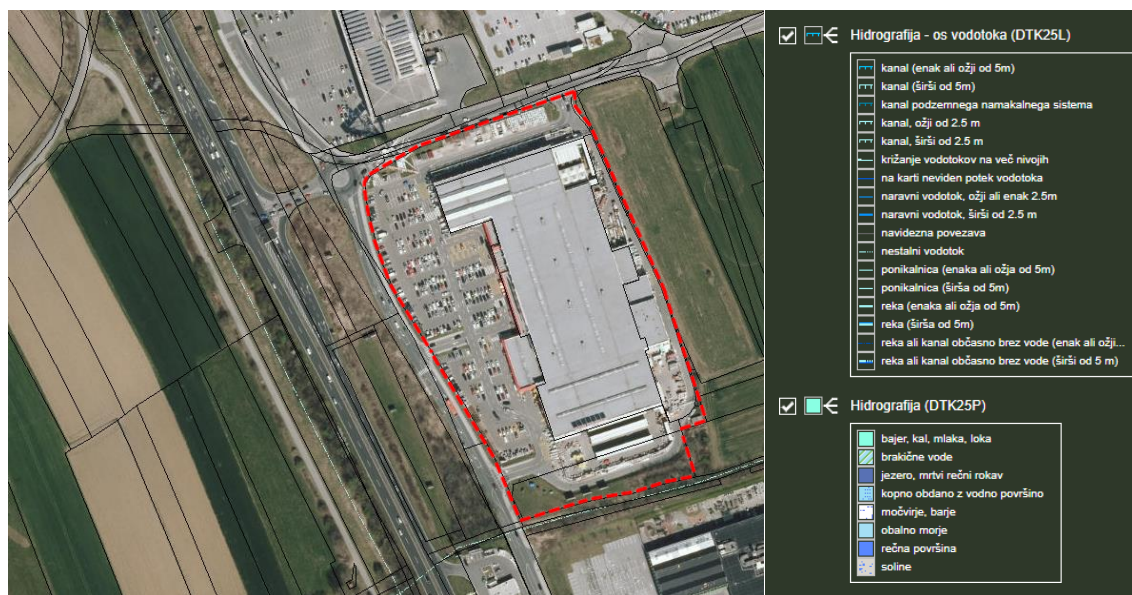 Hidrografija - os vodotoka (DTK25L)
kanal (enak ali ožji od 5m)
kanal (širši od 5m)
kanal podzemnega namakalnega sistema
kanal, ožji od 2.5 m
kanal, širši od 2.5 m
križanje vodotokov na več nivojih
na karti neviden potek vodotoka
naravni vodotok, ožji ali enak 2.5m
naravni vodotok, širši od 2.5 m
navidezna povezava
nestalni vodotok
ponikalnica (enaka ali ožja od 5m)
ponikalnica (širša od 5m)
reka (enaka ali ožja od 5m)
reka (širša od 5m)
reka ali kanal občasno brez vode (enak ali ožji...
reka ali kanal občasno brez vode (širši od 5 m)
Hidrografija (DTK25P)
bajer, kal, mlaka, loka
brakične vode
jezero, mrtvi rečni rokav
kopno obdano z vodno površino
močvirje, barje
obalno morje
rečna površina
soline